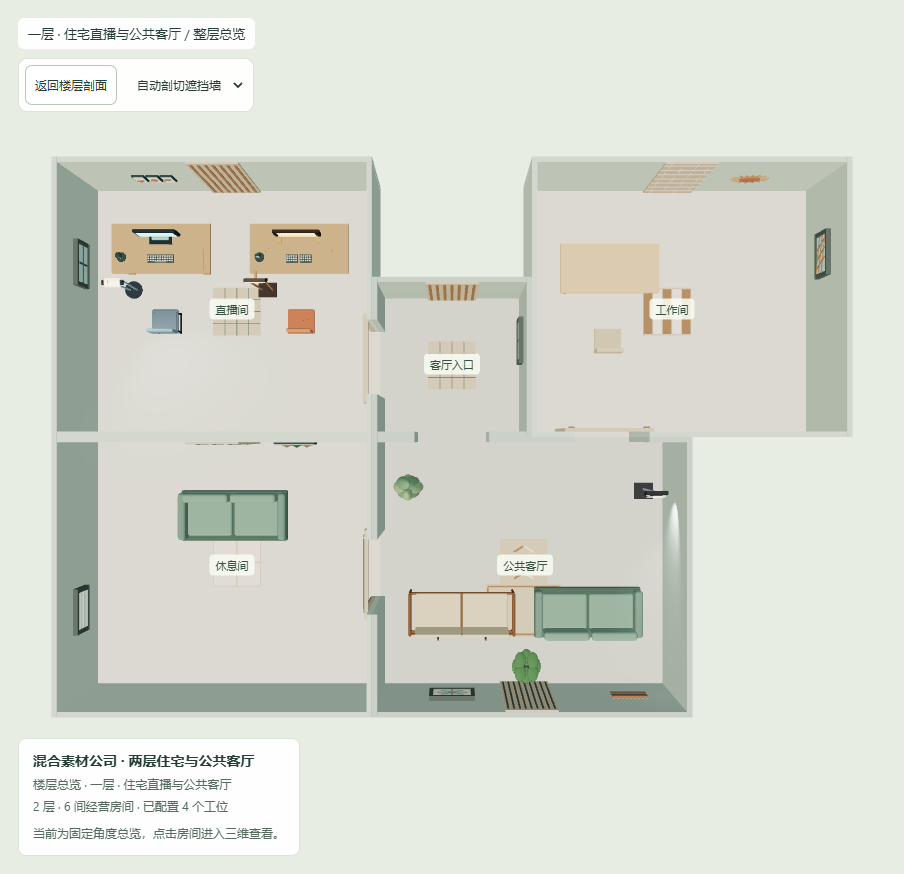 一层 · 住宅直播与公共客厅 / 整层总览
返回楼层剖面
自动剖切遮挡墙
直播间
工作间
客厅入口
休息间
公共客厅
混合素材公司 · 两层住宅与公共客厅
楼层总览 · 一层 · 住宅直播与公共客厅
2 层 · 6 间经营房间 · 已配置 4 个工位
当前为固定角度总览，点击房间进入三维查看。